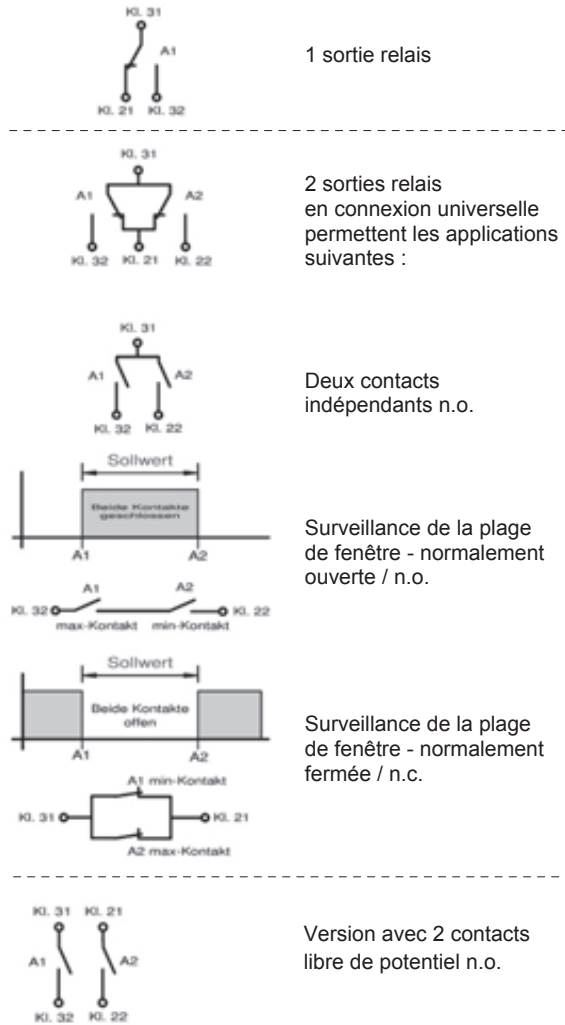 Kl. 31
A1
Kl. 21 Kl. 32
1 sortie relais
Kl. 31
A1 A2
Kl. 32 Kl. 21 Kl. 22
2 sorties relais
en connexion universelle
permettent les applications
suivantes :
Kl. 31
A1 A2
Kl. 32 Kl. 22
Deux contacts
indépendants n.o.
Sollwert
Beide Kontakte
geschlossen
A1 A2
A1 A2
Kl. 32 Kl. 22
max-Kontakt min-Kontakt
Surveillance de la plage
de fenêtre - normalement
ouverte / n.o.
Sollwert
Beide Kontakte
offen
A1 A2
A1 min-Kontakt
Kl. 31 Kl. 21
A2 max-Kontakt
Surveillance de la plage
de fenêtre - normalement
fermée / n.c.
Kl. 31 Kl. 21
A1 A2
Kl. 32 Kl. 22
Version avec 2 contacts
libre de potentiel n.o.